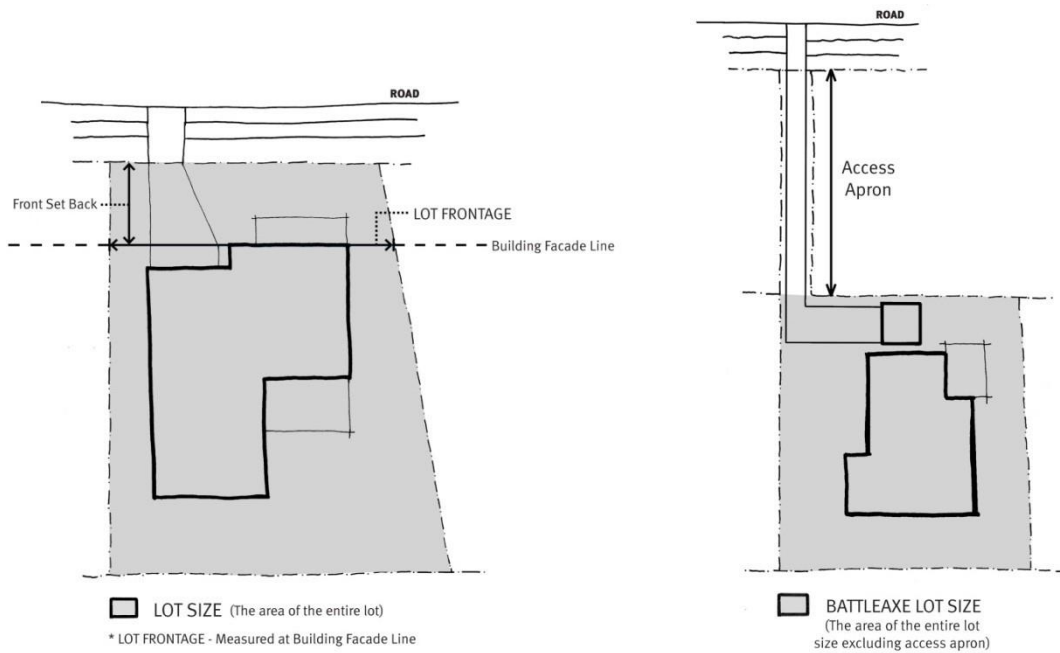 ROAD
Front Set Back
LOT FRONTAGE
Building Facade Line
LOT SIZE (The area of the entire lot)
* LOT FRONTAGE - Measured at Building Facade Line
ROAD
Access
Apron
BATTLEAXE LOT SIZE
(The area of the entire lot
size excluding access apron)